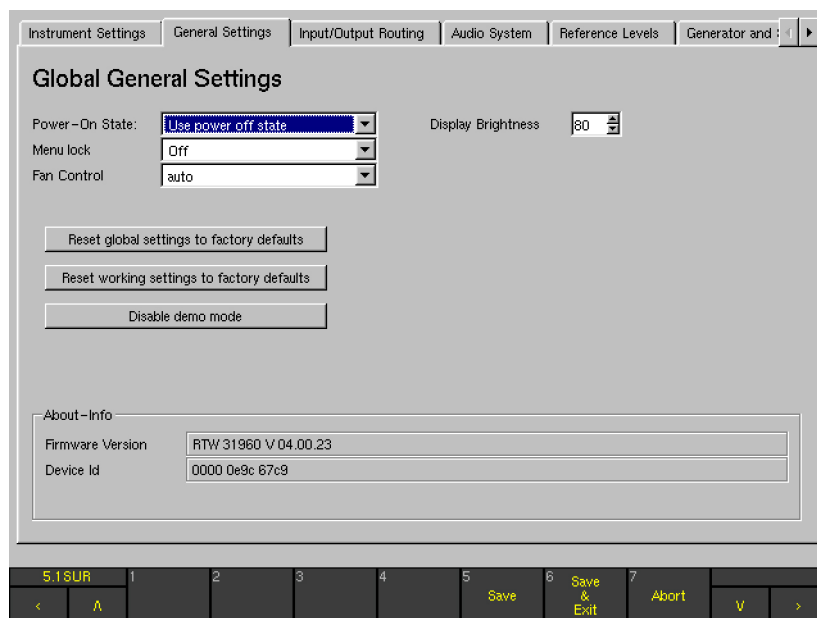 Instrument Settings General Settings Input/Output Routing Audio System Reference Levels Generator and
Global General Settings
Power-On State: Use power off state Display Brightness 80
Menu lock Off
Fan Control auto
Reset global settings to factory defaults
Reset working settings to factory defaults
Disable demo mode
About-Info
Firmware Version RTW 31960 V 04.00.23
Device Id 0000 0e9c 67c9
5.1SUR 1 2 3 4 5 6 7
Save Save & Exit Abort
< Λ V >